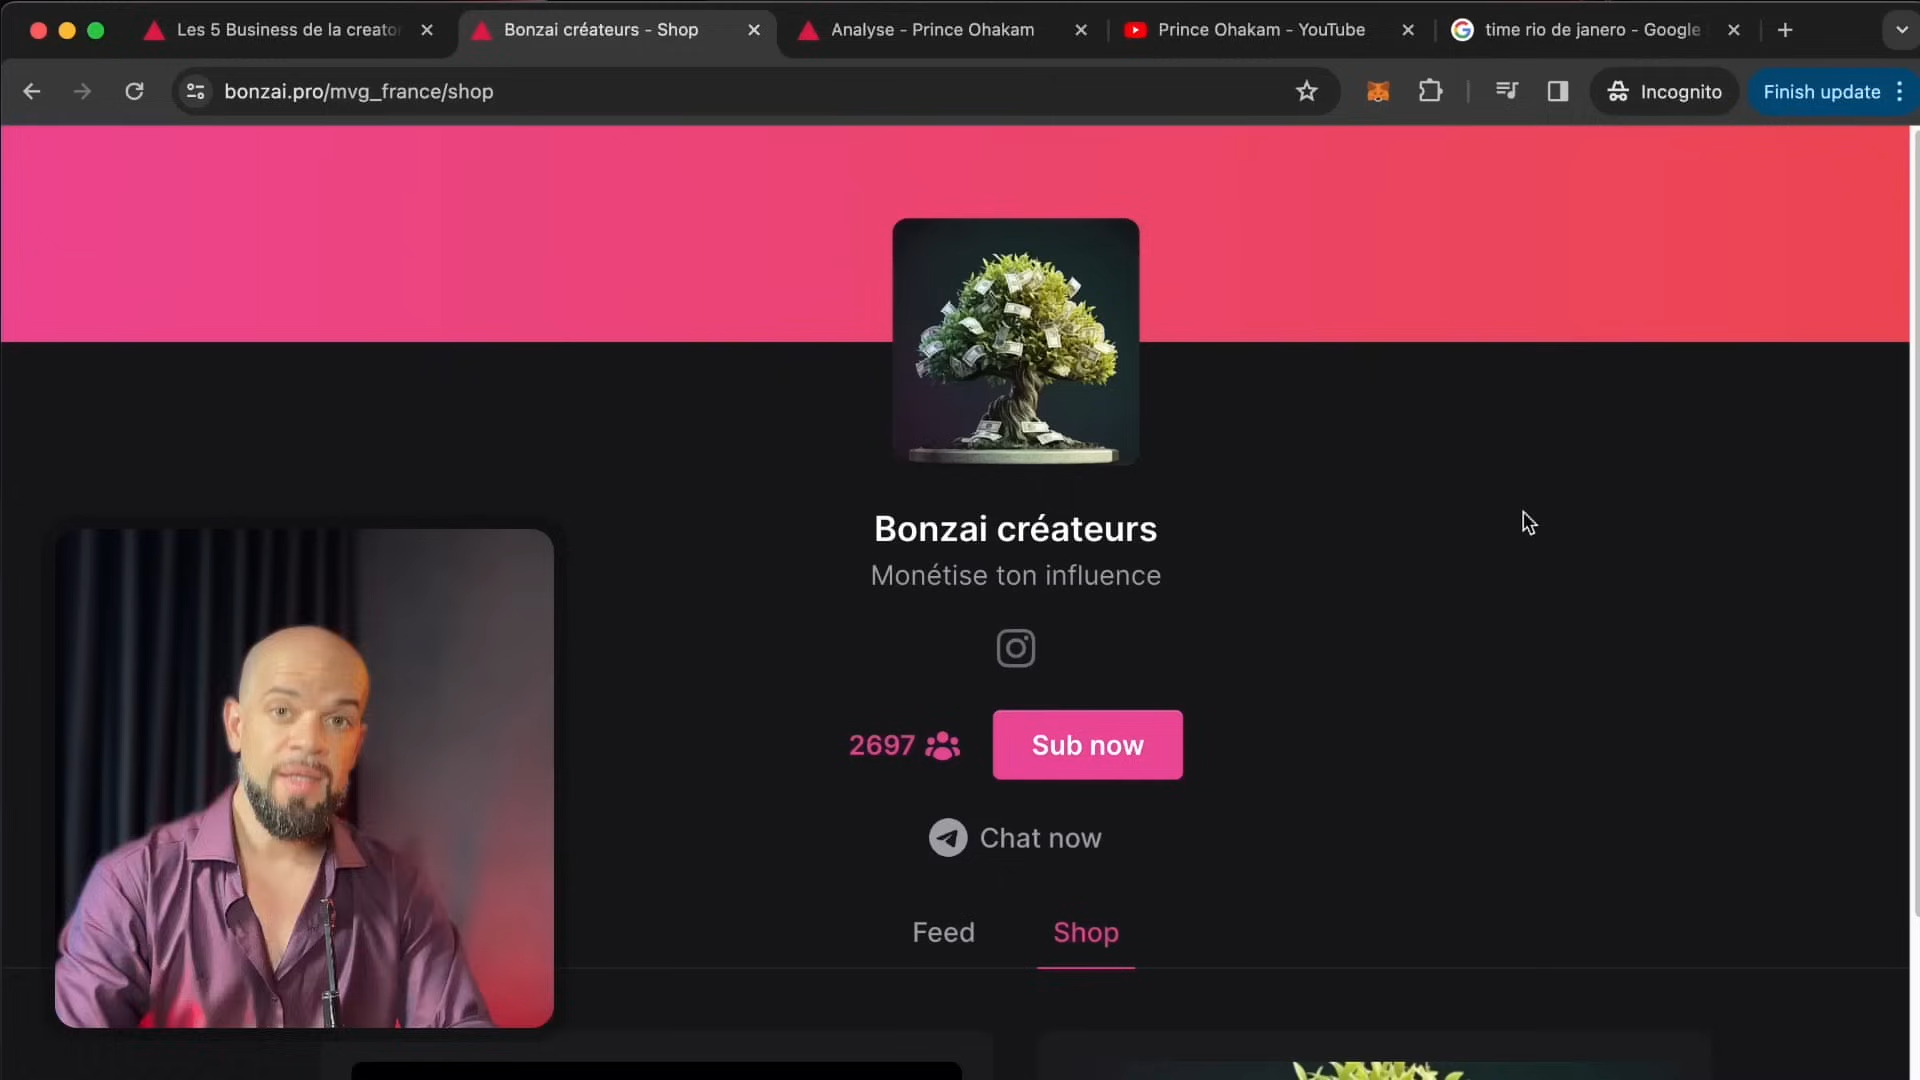 Les 5 Business de la creato
Bonzai créateurs - Shop
Analyse - Prince Ohakam
Prince Ohakam - YouTube
time rio de janero - Google
bonzai.pro/mvg_france/shop
Incognito
Finish update
Bonzai créateurs
Monétise ton influence
2697
Sub now
Chat now
Feed
Shop